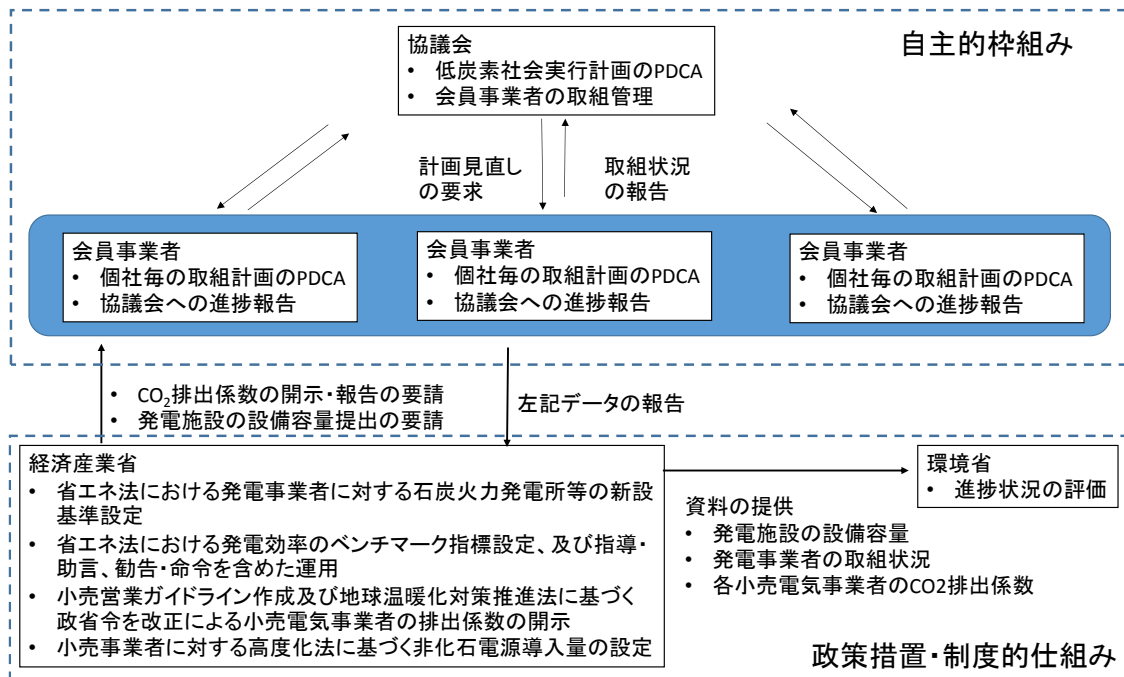 自主的枠組み
協議会
• 低炭素社会実行計画のPDCA
• 会員事業者の取組管理
計画見直し
の要求
取組状況
の報告
会員事業者
• 個社毎の取組計画のPDCA
• 協議会への進捗報告
会員事業者
• 個社毎の取組計画のPDCA
• 協議会への進捗報告
会員事業者
• 個社毎の取組計画のPDCA
• 協議会への進捗報告
• CO₂排出係数の開示・報告の要請
• 発電施設の設備容量提出の要請
左記データの報告
経済産業省
• 省エネ法における発電事業者に対する石炭火力発電所等の新設
基準設定
• 省エネ法における発電効率のベンチマーク指標設定、及び指導・
助言、勧告・命令を含めた運用
• 小売営業ガイドライン作成及び地球温暖化対策推進法に基づく
政省令を改正による小売電気事業者の排出係数の開示
• 小売事業者に対する高度化法に基づく非化石電源導入量の設定
環境省
• 進捗状況の評価
資料の提供
• 発電施設の設備容量
• 発電事業者の取組状況
• 各小売電気事業者のCO2排出係数
政策措置・制度的仕組み